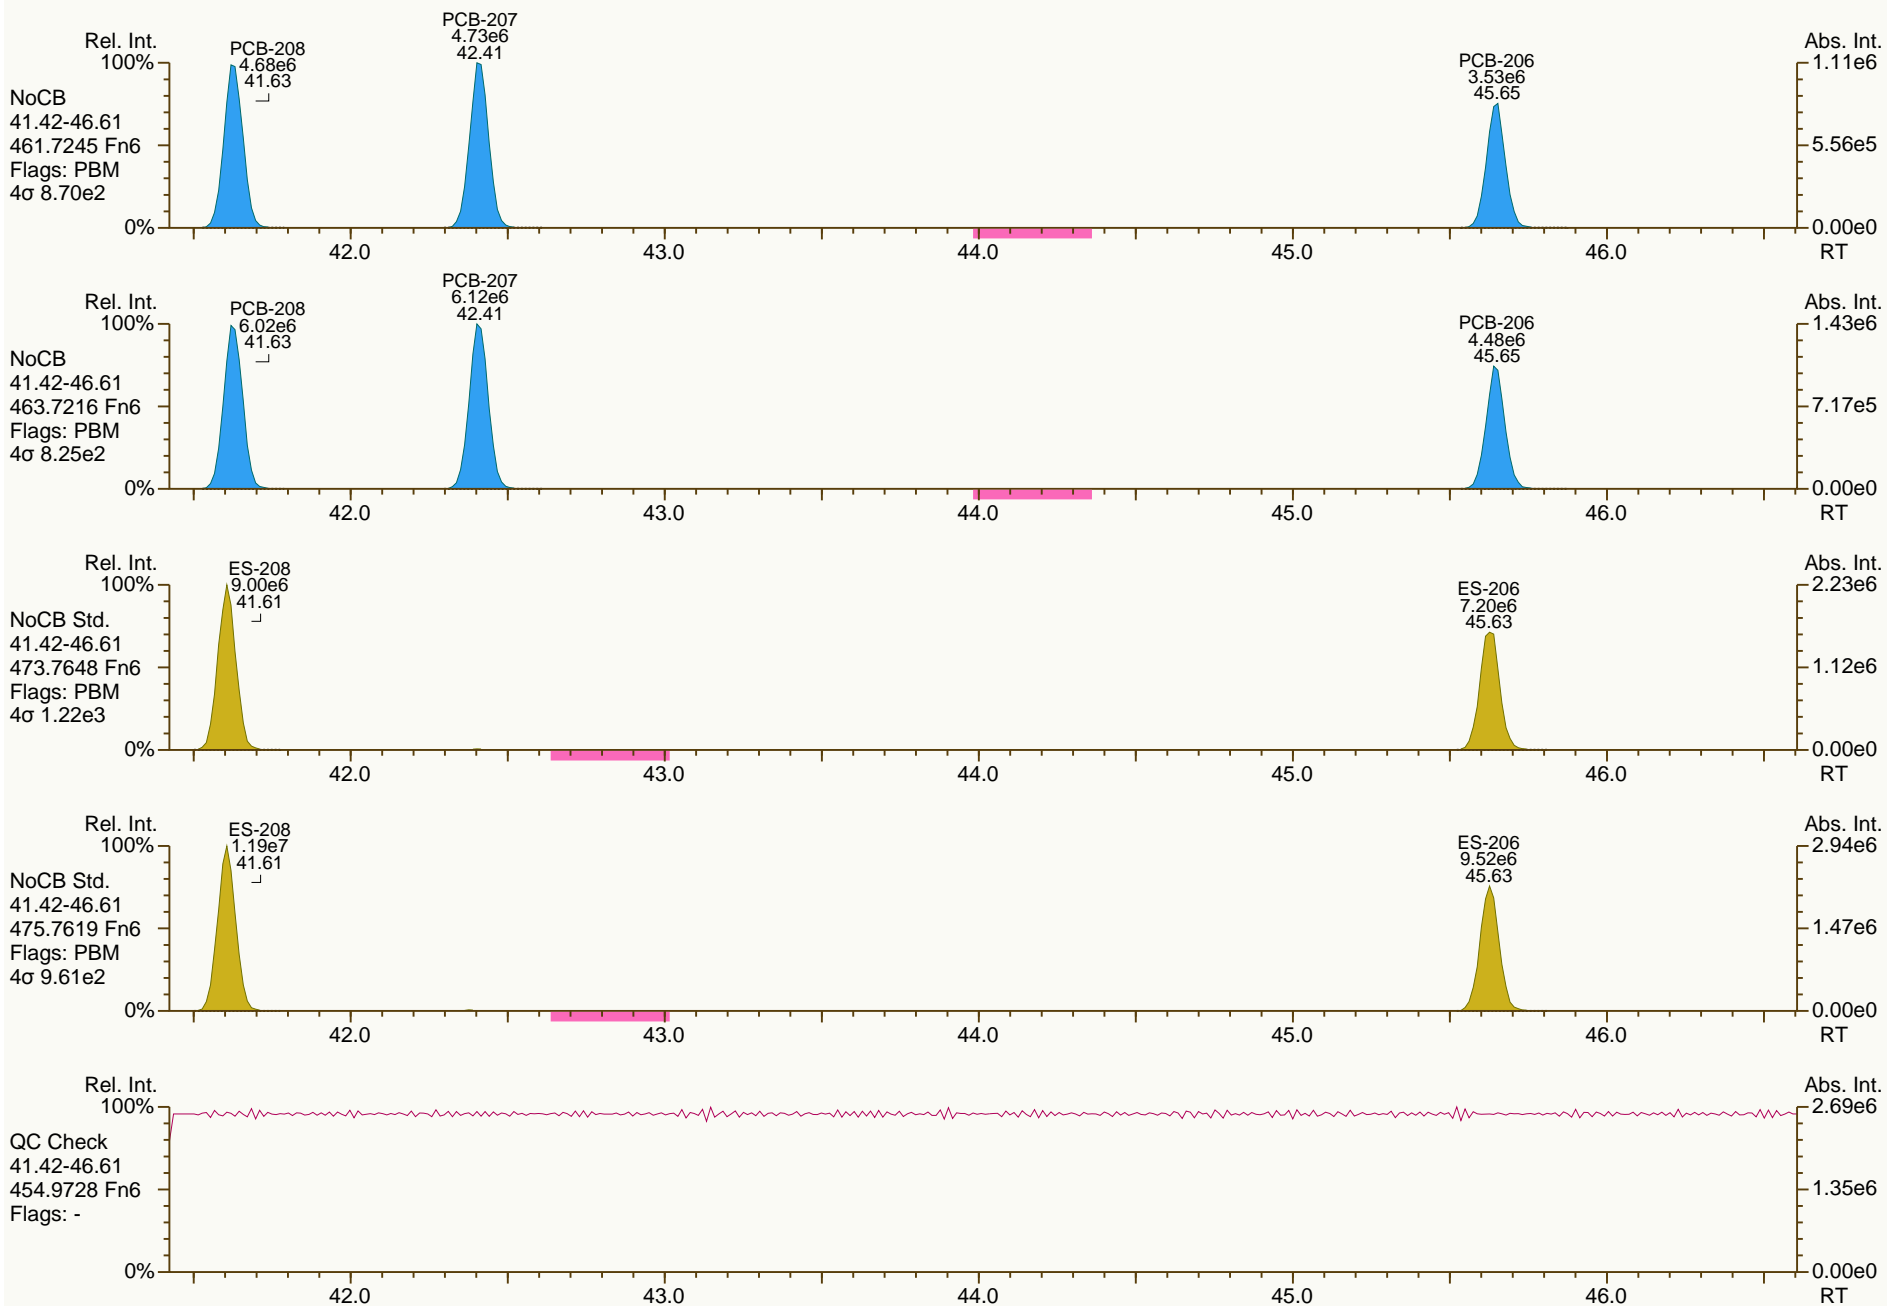 Rel. Int.
100%
0%
NoCB
41.42-46.61
461.7245 Fn6
Flags: PBM
4σ 8.70e2
PCB-208
4.68e6
41.63
PCB-207
4.73e6
42.41
PCB-206
3.53e6
45.65
Abs. Int.
1.11e6
5.56e5
0.00e0
42.0 43.0 44.0 45.0 46.0 RT
Rel. Int.
100%
0%
NoCB
41.42-46.61
463.7216 Fn6
Flags: PBM
4σ 8.25e2
PCB-208
6.02e6
41.63
PCB-207
6.12e6
42.41
PCB-206
4.48e6
45.65
Abs. Int.
1.43e6
7.17e5
0.00e0
42.0 43.0 44.0 45.0 46.0 RT
Rel. Int.
100%
0%
NoCB Std.
41.42-46.61
473.7648 Fn6
Flags: PBM
4σ 1.22e3
ES-208
9.00e6
41.61
ES-206
7.20e6
45.63
Abs. Int.
2.23e6
1.12e6
0.00e0
42.0 43.0 44.0 45.0 46.0 RT
Rel. Int.
100%
0%
NoCB Std.
41.42-46.61
475.7619 Fn6
Flags: PBM
4σ 9.61e2
ES-208
1.19e7
41.61
ES-206
9.52e6
45.63
Abs. Int.
2.94e6
1.47e6
0.00e0
42.0 43.0 44.0 45.0 46.0 RT
Rel. Int.
100%
0%
QC Check
41.42-46.61
454.9728 Fn6
Flags: -
Abs. Int.
2.69e6
1.35e6
0.00e0
42.0 43.0 44.0 45.0 46.0 RT